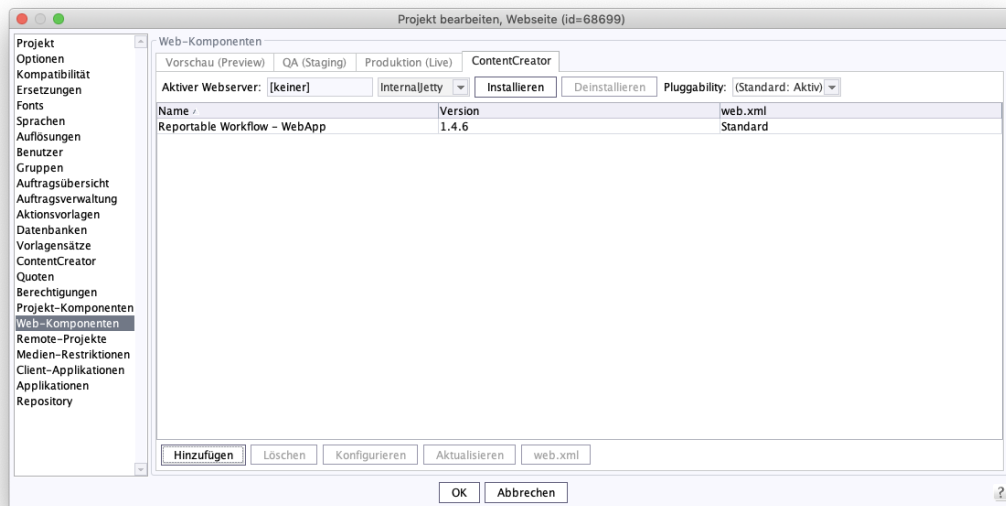 Projekt bearbeiten, Webseite (id=68699)
Projekt
Optionen
Kompatibilität
Ersetzungen
Fonts
Sprachen
Auflösungen
Benutzer
Gruppen
Auftragsübersicht
Auftragsverwaltung
Aktionsvorlagen
Datenbanken
Vorlagensätze
ContentCreator
Quoten
Berechtigungen
Projekt-Komponenten
Web-Komponenten
Remote-Projekte
Medien-Restriktionen
Client-Applikationen
Applikationen
Repository
Web-Komponenten
Vorschau (Preview) QA (Staging) Produktion (Live) ContentCreator
Aktiver Webserver: [keiner] InternalJetty Installieren Deinstallieren Pluggability: (Standard: Aktiv)
Name Version web.xml
Reportable Workflow - WebApp 1.4.6 Standard
Hinzufügen Löschen Konfigurieren Aktualisieren web.xml
OK Abbrechen ?